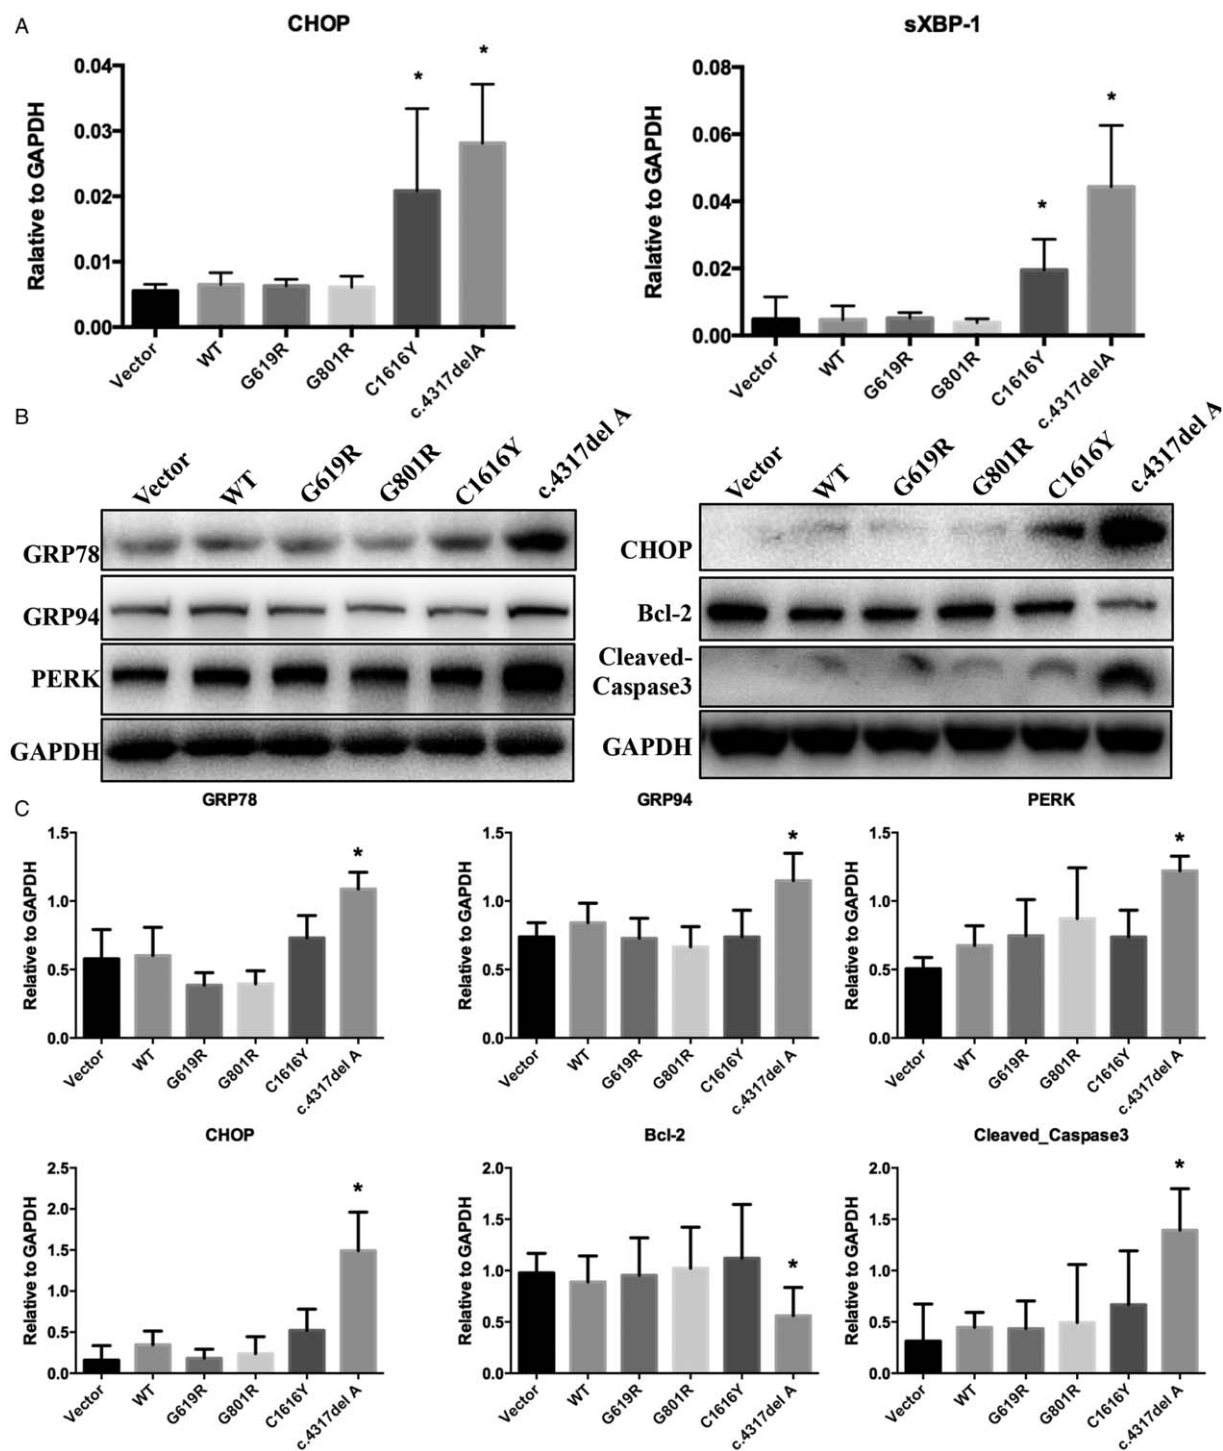 A
CHOP
sXBP-1
*
*
*
*
Ralative to GAPDH
0.04
0.03
0.02
0.01
0.00
Vector
WT
G619R
G801R
C1616Y
c.4317delA
Ralative to GAPDH
0.08
0.06
0.04
0.02
0.00
Vector
WT
G619R
G801R
C1616Y
c.4317delA
B
Vector
WT
G619R
G801R
C1616Y
c.4317del A
GRP78
GRP94
PERK
GAPDH
Vector
WT
G619R
G801R
C1616Y
c.4317del A
CHOP
Bcl-2
Cleaved-
Caspase3
GAPDH
C
GRP78
*
Relative to GAPDH
1.5
1.0
0.5
0.0
Vector
WT
G619R
G801R
C1616Y
c.4317del A
GRP94
*
Relative to GAPDH
1.5
1.0
0.5
0.0
Vector
WT
G619R
G801R
C1616Y
c.4317del A
PERK
*
Relative to GAPDH
1.5
1.0
0.5
0.0
Vector
WT
G619R
G801R
C1616Y
c.4317del A
CHOP
*
Relative to GAPDH
2.5
2.0
1.5
1.0
0.5
0.0
Vector
WT
G619R
G801R
C1616Y
c.4317del A
Bcl-2
*
Relative to GAPDH
2.0
1.5
1.0
0.5
0.0
Vector
WT
G619R
G801R
C1616Y
c.4317del A
Cleaved_Caspase3
*
Relative to GAPDH
2.0
1.5
1.0
0.5
0.0
Vector
WT
G619R
G801R
C1616Y
c.4317del A